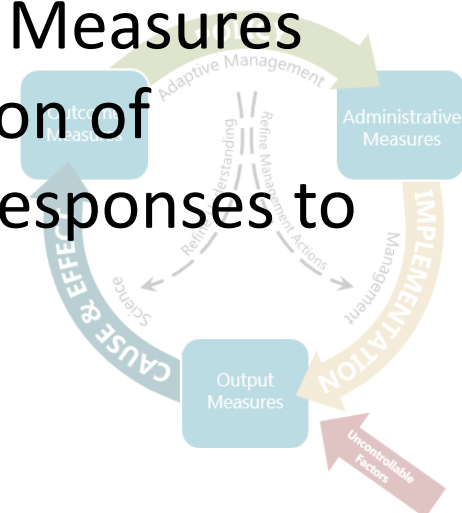 Measures
on of
esponses to
Adaptive Management
Outcome
Measures
Administrative
Measures
Refine Understanding
Refine Management Actions
Science
Management
CAUSE & EFFECT
IMPLEMENTATION
Output
Measures
Uncontrollable
Factors